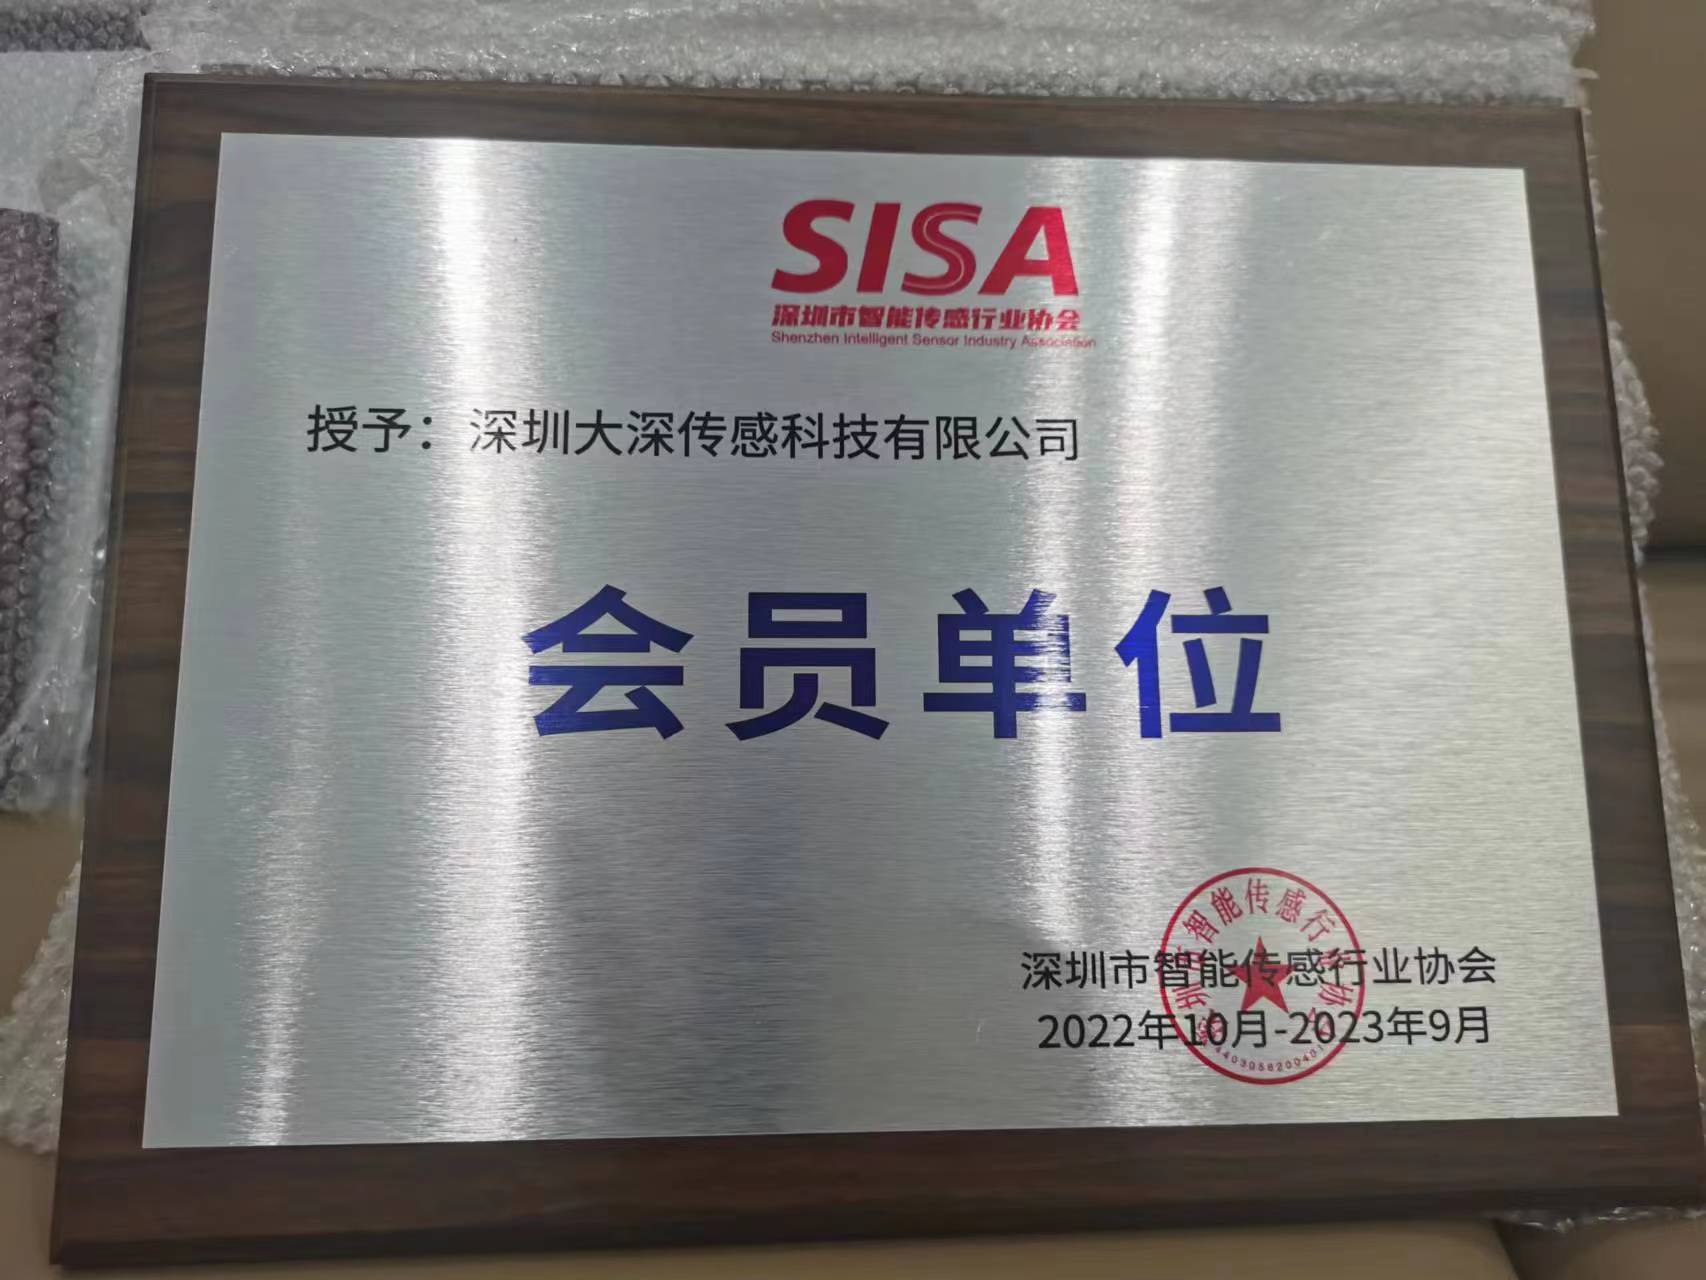 SISA
深圳市智能传感行业协会
Shenzhen Intelligent Sensor Industry Association
授予：深圳大深传感科技有限公司
会员单位
深圳市智能传感行业协会
2022年10月-2023年9月